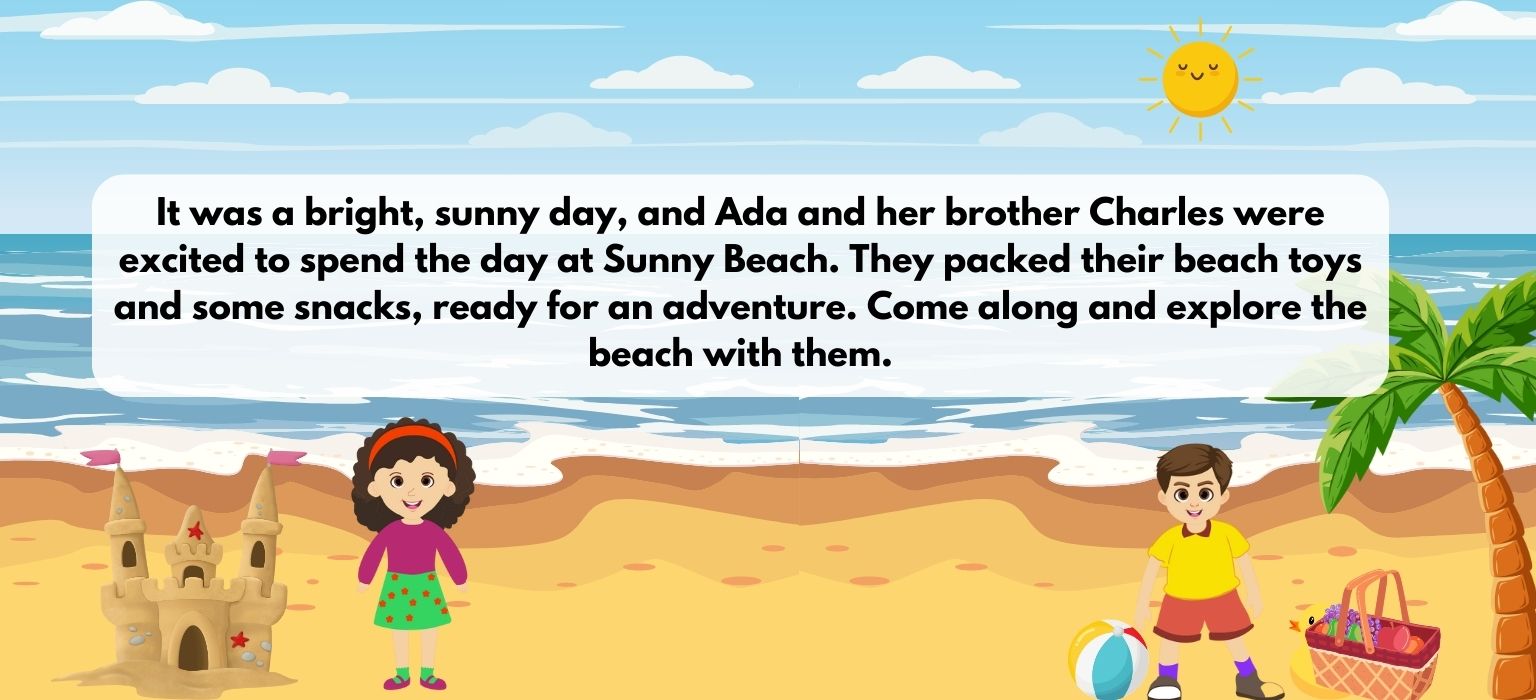 It was a bright, sunny day, and Ada and her brother Charles were
excited to spend the day at Sunny Beach. They packed their beach toys
and some snacks, ready for an adventure. Come along and explore the
beach with them.